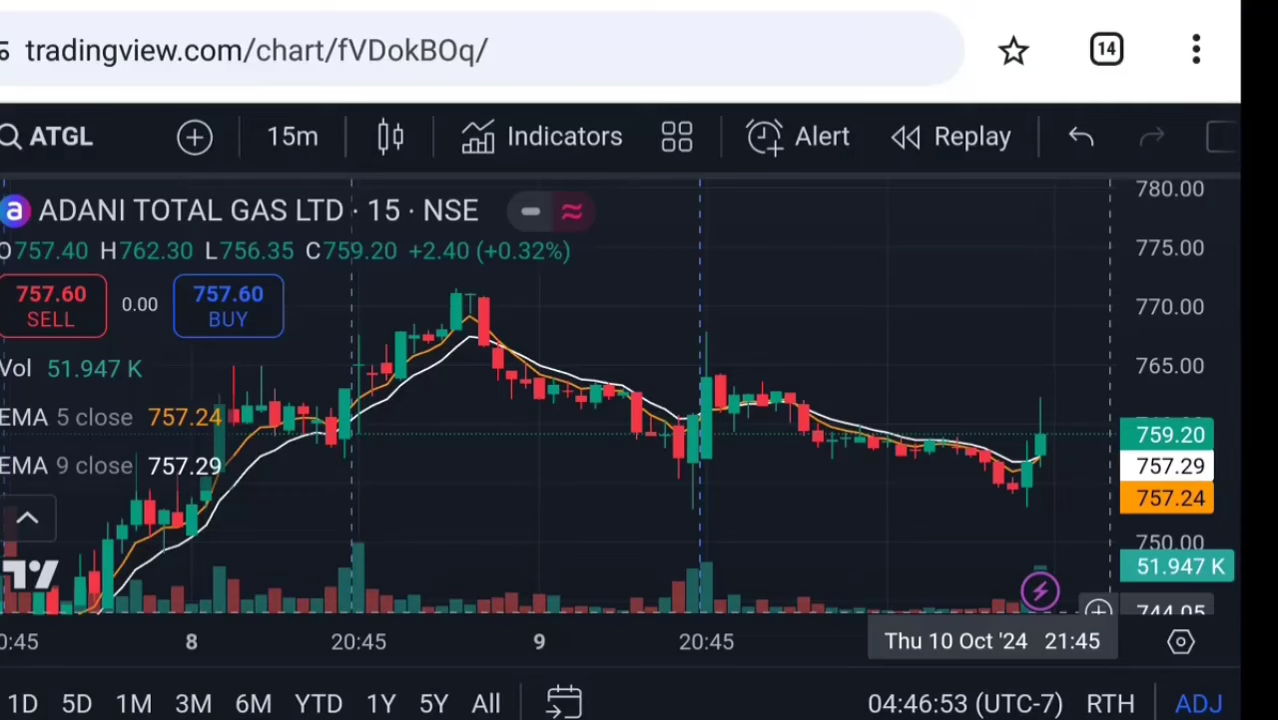 tradingview.com/chart/fVDokBOq/
14
ATGL
15m
Indicators
Alert
Replay
ADANI TOTAL GAS LTD · 15 · NSE
O757.40 H762.30 L756.35 C759.20 +2.40 (+0.32%)
757.60
SELL
0.00
757.60
BUY
Vol 51.947 K
EMA 5 close 757.24
EMA 9 close 757.29
780.00
775.00
770.00
765.00
759.20
757.29
757.24
750.00
51.947 K
744.05
0:45
8
20:45
9
20:45
Thu 10 Oct '24 21:45
1D 5D 1M 3M 6M YTD 1Y 5Y All
04:46:53 (UTC-7) RTH ADJ